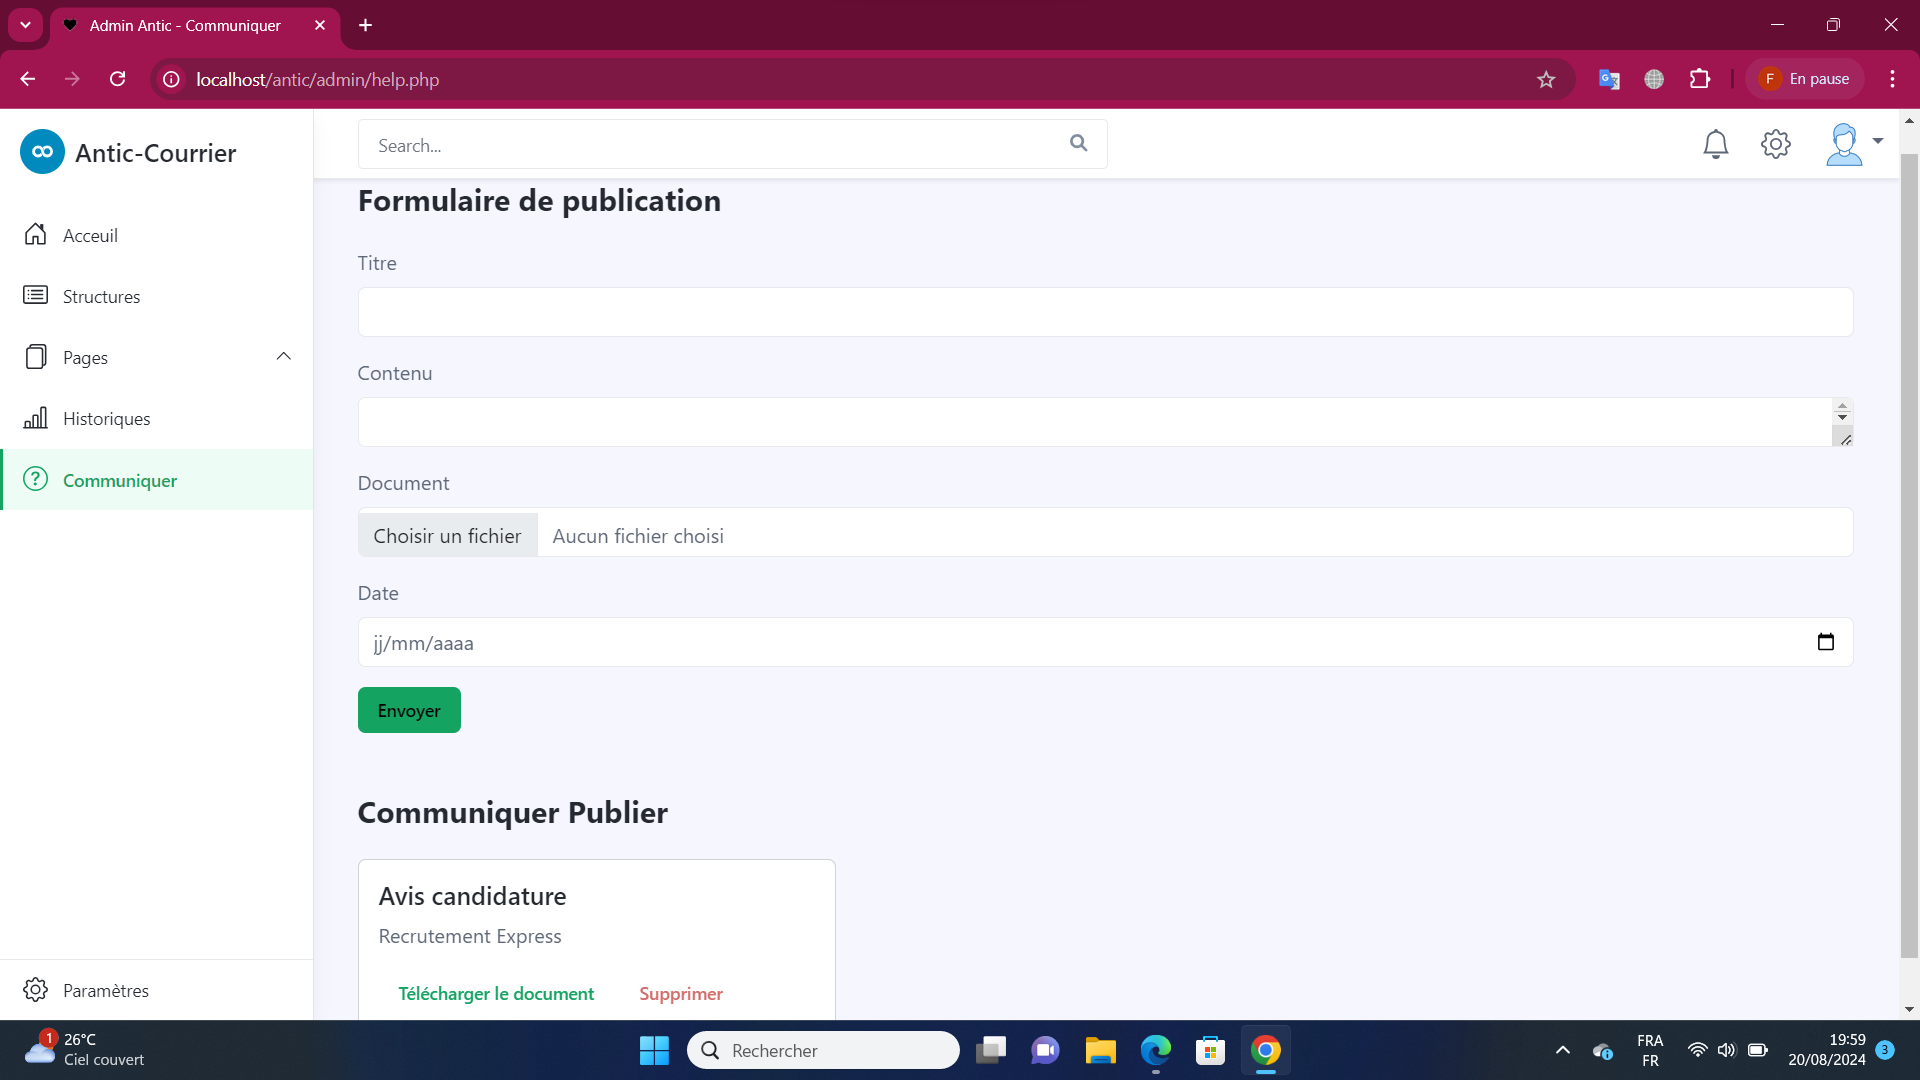 Admin Antic - Communiquer
localhost/antic/admin/help.php
F
En pause
Antic-Courrier
Search...
Acceuil
Structures
Pages
Historiques
Communiquer
Paramètres
Formulaire de publication
Titre
Contenu
Document
Choisir un fichier Aucun fichier choisi
Date
jj/mm/aaaa
Envoyer
Communiquer Publier
Avis candidature
Recrutement Express
Télécharger le document Supprimer
1
26°C
Ciel couvert
Rechercher
FRA
FR
19:59
20/08/2024
3